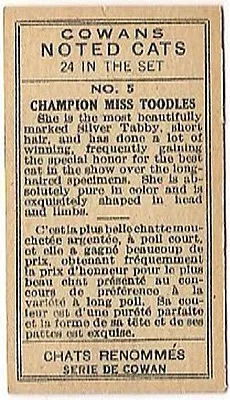 COWANS
NOTED CATS
24 IN THE SET
NO. 5
CHAMPION MISS TOODLES
She is the most beautifully
marked Silver Tabby, short
hair, and has done a lot of
winning, frequently gaining
the special honor for the best
cat in the show over the long-
haired specimens. She is ab-
solutely pure in color and is
exquisitely shaped in head
and limbs.
C'est la plus belle chatte mou-
chetée argentée, à poil court,
et elle a gagné beaucoup de
prix, obtenant fréquemment
la prix d'honneur pour le plus
beau chat présenté au con-
cours de préférence à la
variété à long poil. Sa cou-
leur est d'une pureté parfaite
et la forme de sa tête et de ses
pattes est exquise.
CHATS RENOMMÉS
SERIE DE COWAN